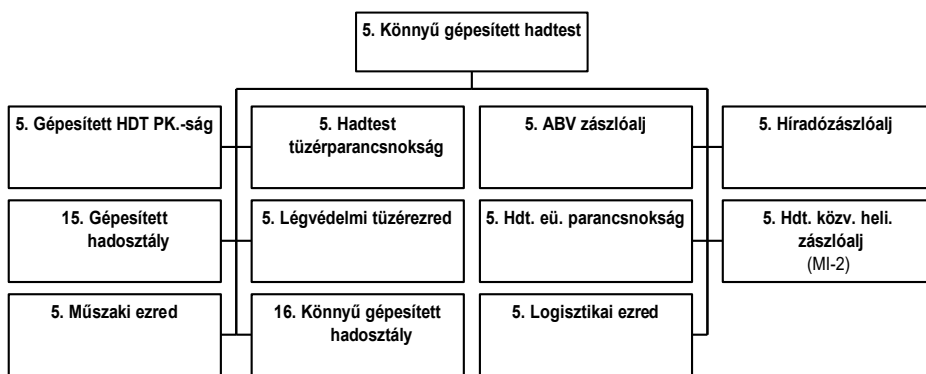 5. Könnyű gépesített hadtest
5. Gépesített HDT PK.-ság
5. Hadtest
tüzérparancsnokság
5. ABV zászlóalj
5. Híradózászlóalj
15. Gépesített
hadosztály
5. Légvédelmi tüzérezred
5. Hdt. eü. parancsnokság
5. Hdt. közv. heli.
zászlóalj
(MI-2)
5. Műszaki ezred
16. Könnyű gépesített
hadosztály
5. Logisztikai ezred